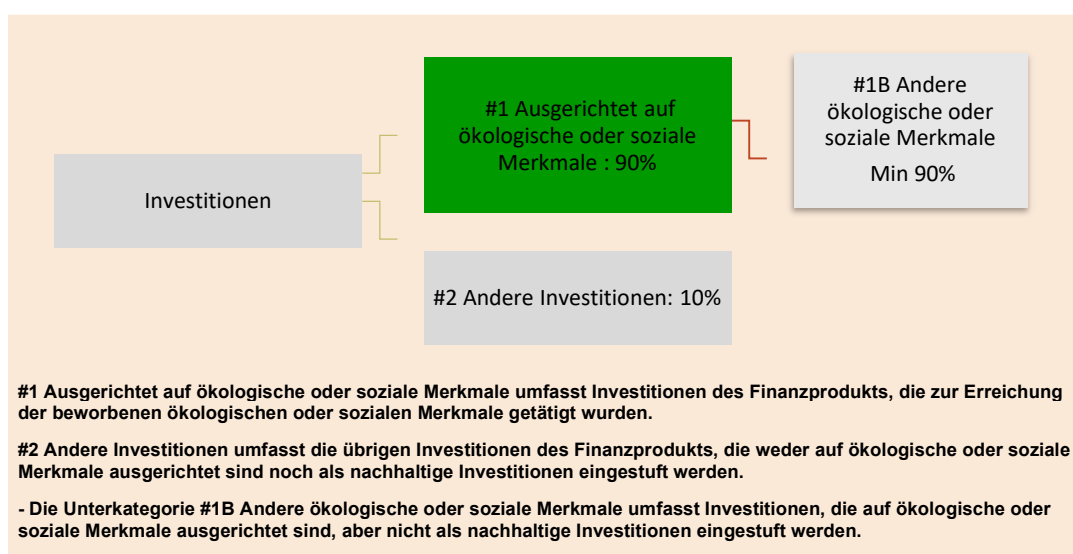 #1 Ausgerichtet auf
ökologische oder soziale
Merkmale : 90%
#1B Andere
ökologische oder
soziale Merkmale
Min 90%
Investitionen
#2 Andere Investitionen: 10%
#1 Ausgerichtet auf ökologische oder soziale Merkmale umfasst Investitionen des Finanzprodukts, die zur Erreichung
der beworbenen ökologischen oder sozialen Merkmale getätigt wurden.
#2 Andere Investitionen umfasst die übrigen Investitionen des Finanzprodukts, die weder auf ökologische oder soziale
Merkmale ausgerichtet sind noch als nachhaltige Investitionen eingestuft werden.
- Die Unterkategorie #1B Andere ökologische oder soziale Merkmale umfasst Investitionen, die auf ökologische oder
soziale Merkmale ausgerichtet sind, aber nicht als nachhaltige Investitionen eingestuft werden.